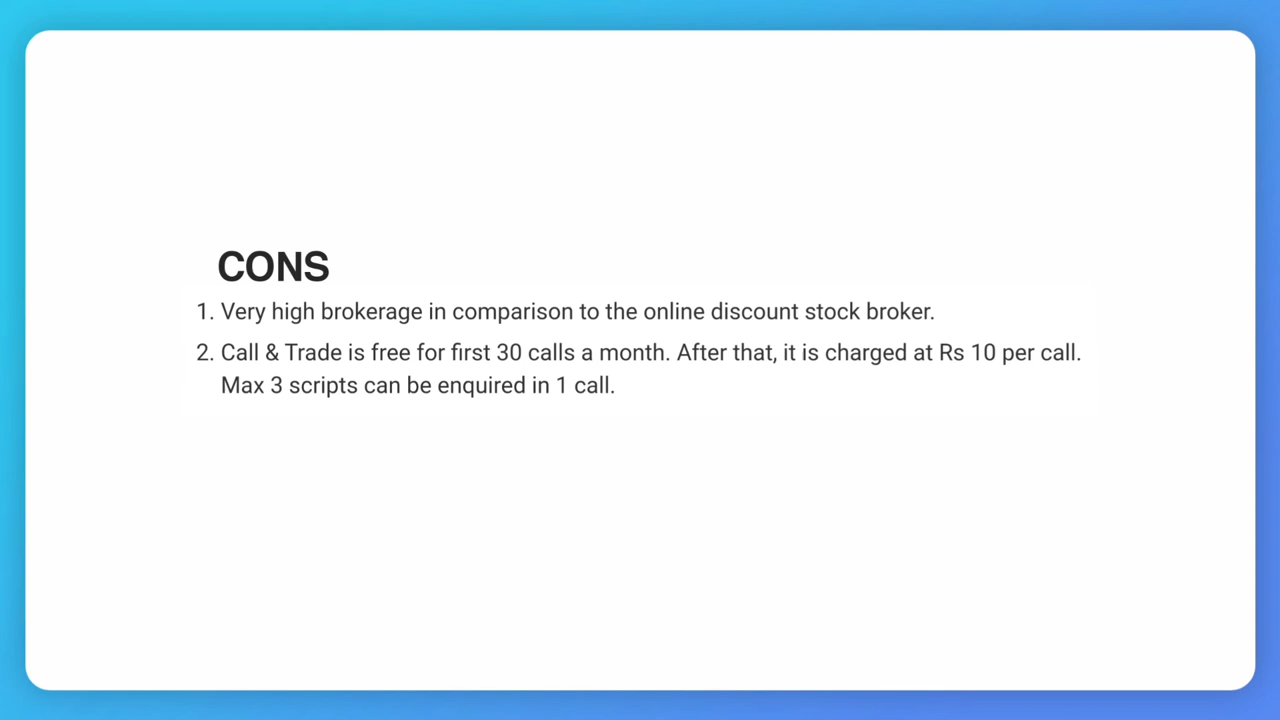 CONS
1. Very high brokerage in comparison to the online discount stock broker.
2. Call & Trade is free for first 30 calls a month. After that, it is charged at Rs 10 per call.
Max 3 scripts can be enquired in 1 call.